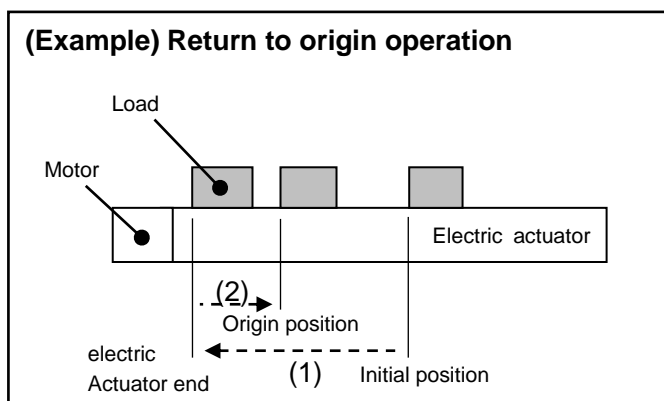 (Example) Return to origin operation
Load
Motor
Electric actuator
(2)
Origin position
electric
Actuator end
(1)
Initial position